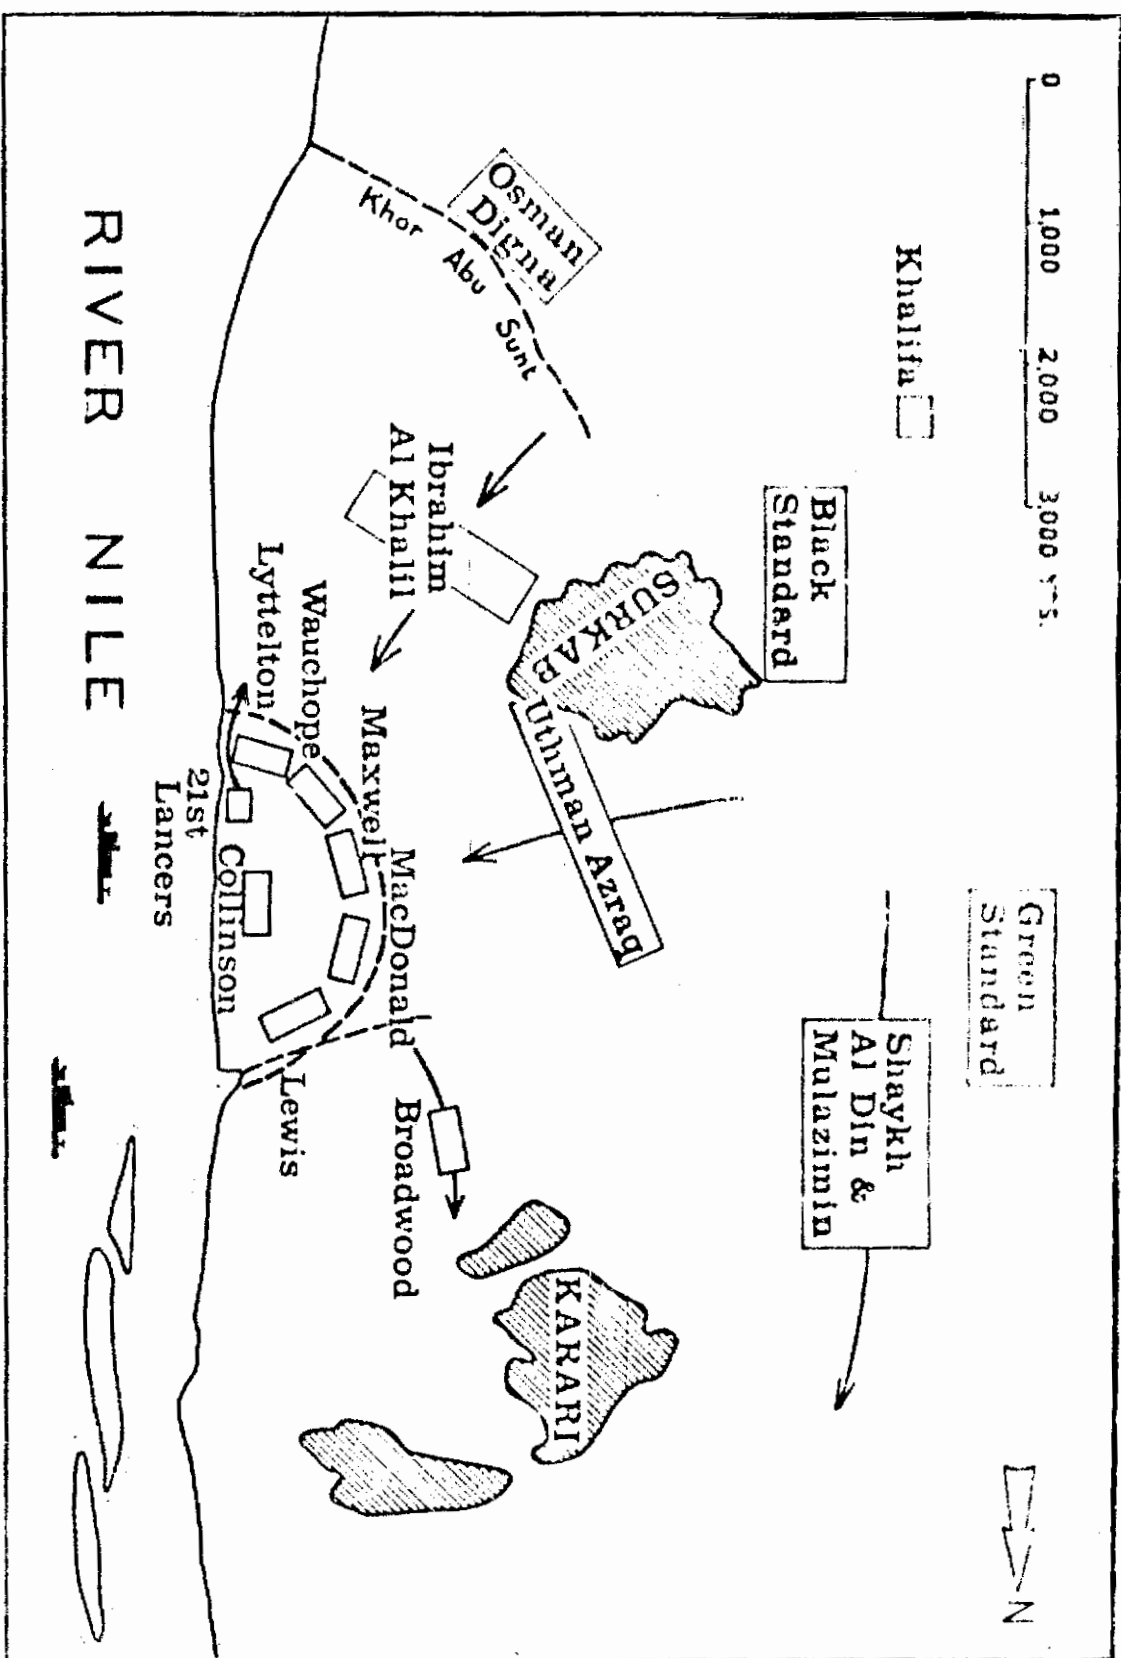 0 1,000 2,000 3,000 YDS.
N
Khalifa
Black
Standard
Green
Standard
Shaykh
Al Din &
Mulazimin
Osman
Digna
Khor Abu Sunt
SURKAB
Uthman Azraq
Ibrahim
Al Khalil
KARARI
Broadwood
MacDonald
Maxwell
Wauchope
Lyttelton
Lewis
Collinson
21st
Lancers
RIVER NILE